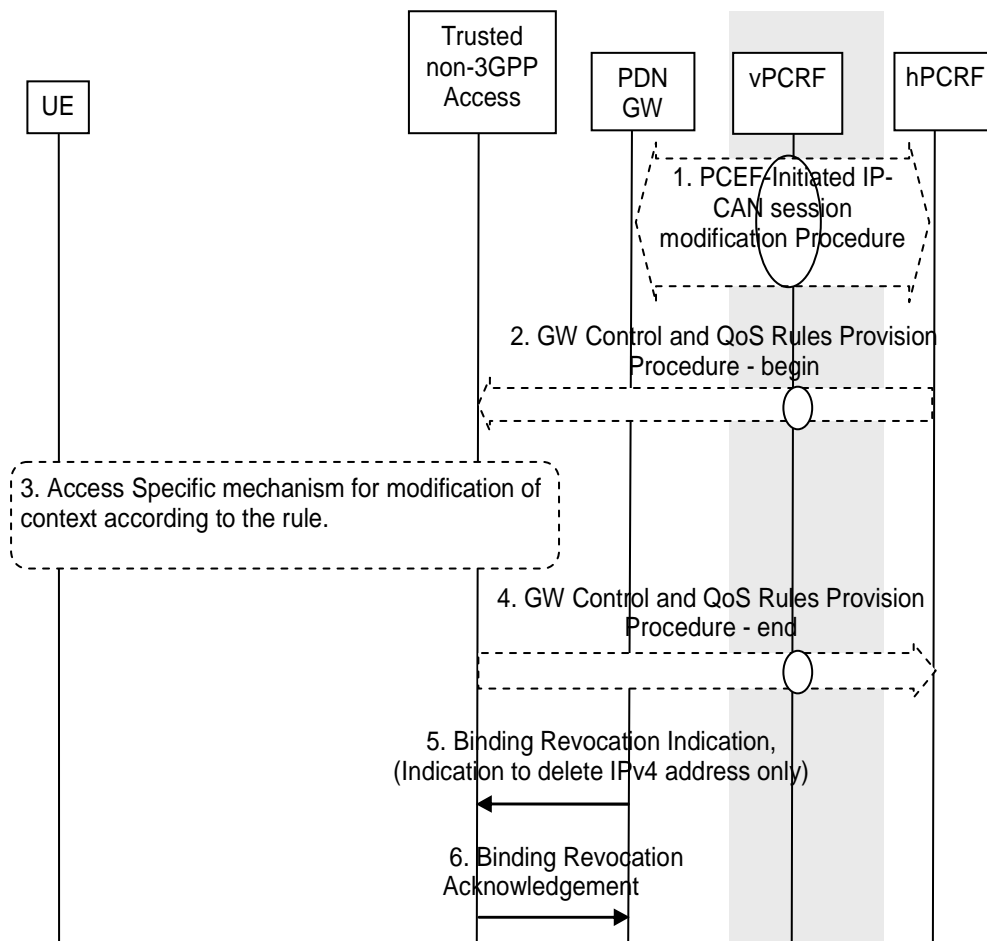 Trusted
non-3GPP
Access
UE
PDN
GW
vPCRF
hPCRF
1. PCEF-Initiated IP-
CAN session
modification Procedure
2. GW Control and QoS Rules Provision
Procedure - begin
3. Access Specific mechanism for modification of
context according to the rule.
4. GW Control and QoS Rules Provision
Procedure - end
5. Binding Revocation Indication,
(Indication to delete IPv4 address only)
6. Binding Revocation
Acknowledgement